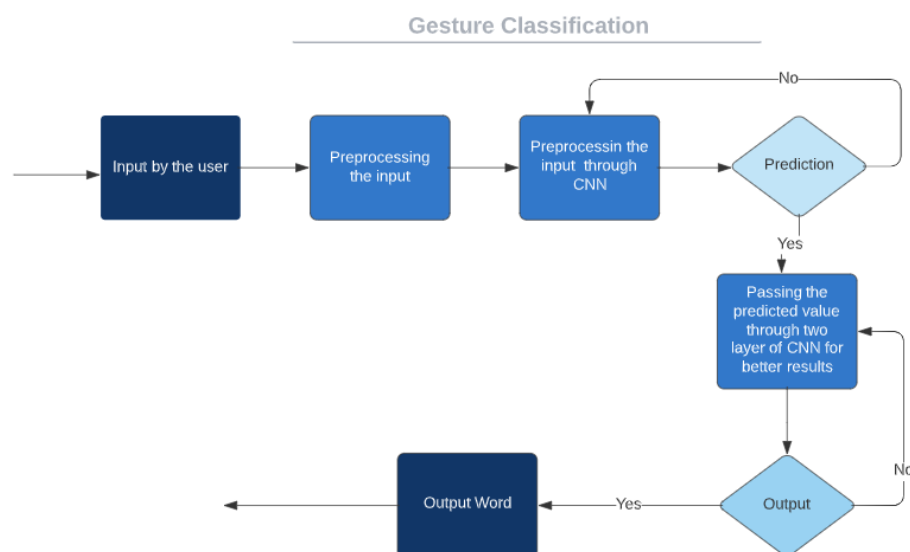 Gesture Classification
No
Input by the user
Preprocessing
the input
Preprocessin the
input through
CNN
Prediction
Yes
Passing the
predicted value
through two
layer of CNN for
better results
No
Output Word
Yes
Output